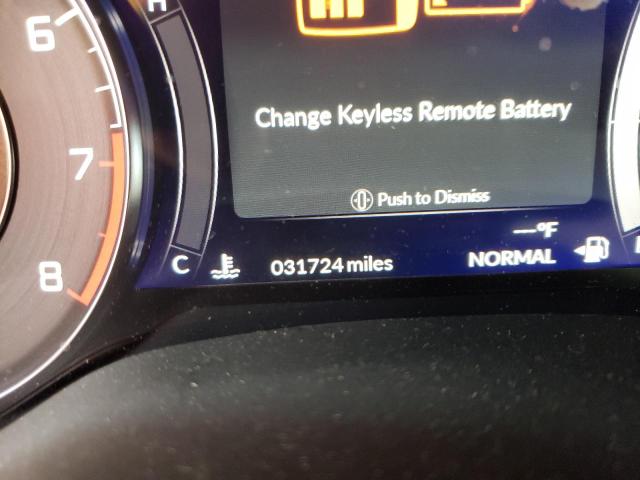 H
6
7
8
Change Keyless Remote Battery
Push to Dismiss
--°F
C 031724 miles NORMAL